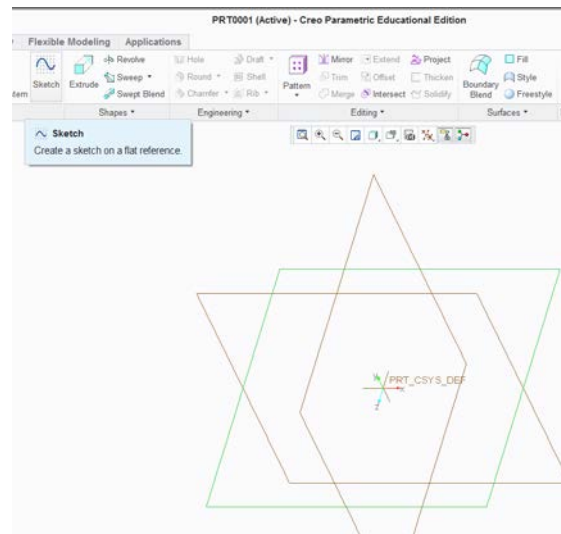 PRT0001 (Active) - Creo Parametric Educational Edition
Flexible Modeling Applications
Revolve Hole Draft Mirror Extend Project Fill
Sketch Extrude Sweep Round Shell Pattern Trim Offset Thicken Boundary Blend Style
tem Swept Blend Chamfer Rib Merge Intersect Solidify Freestyle
Shapes Engineering Editing Surfaces
Sketch
Create a sketch on a flat reference.
PRT_CSYS_DEF
X
Y
Z